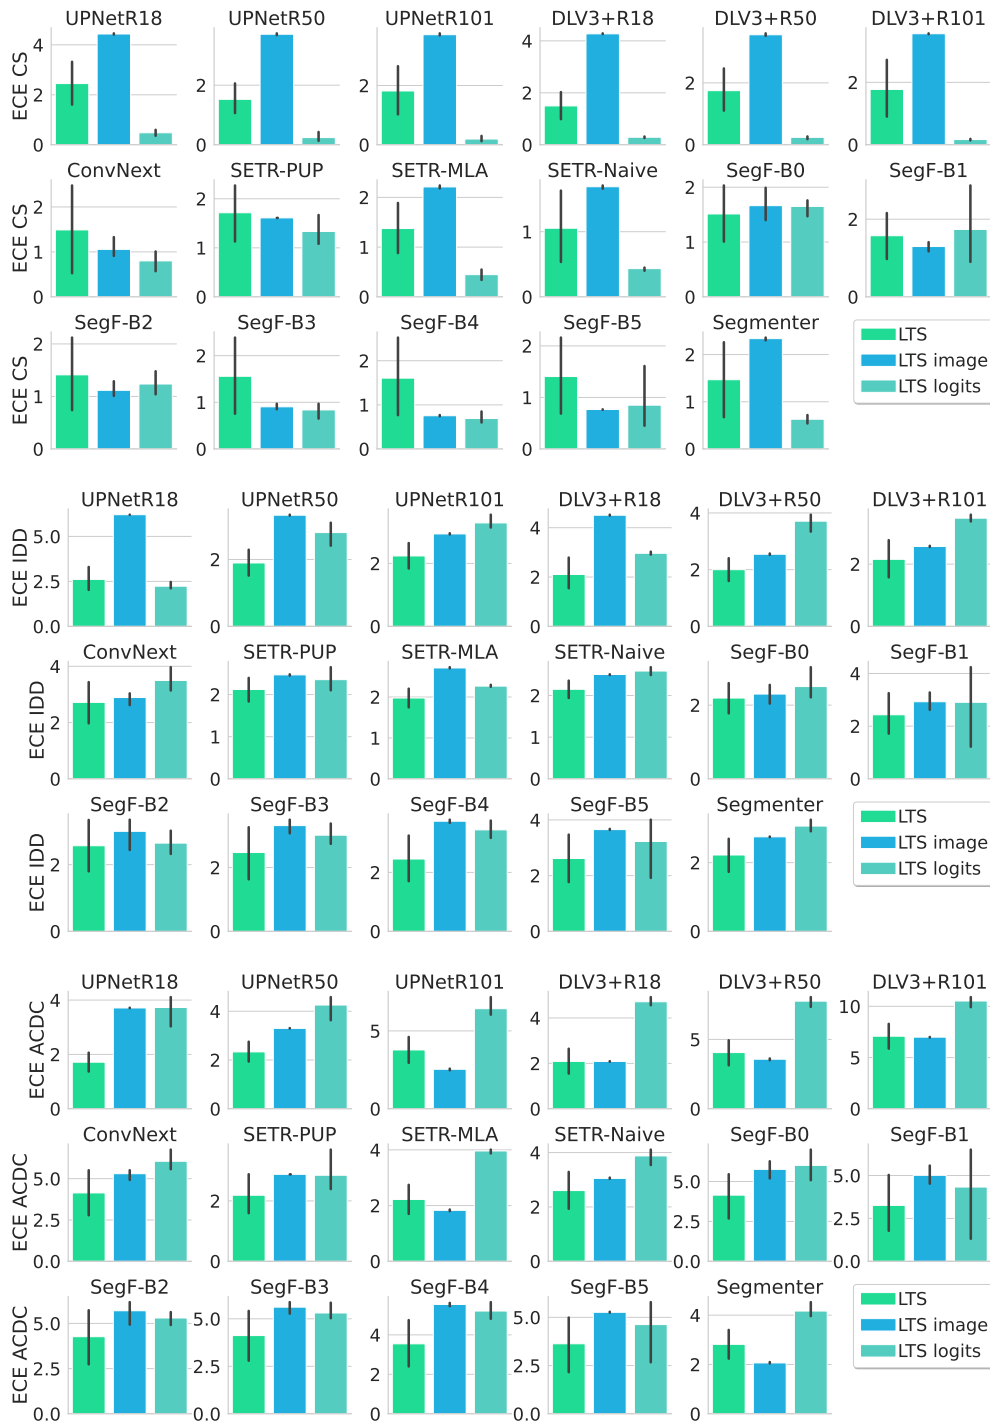 UPNetR18 UPNetR50 UPNetR101 DLV3+R18 DLV3+R50 DLV3+R101
ECE CS
4 2 0
2 0
2 0
4 2 0
2 0
2 0
ConvNext SETR-PUP SETR-MLA SETR-Naive SegF-B0 SegF-B1
ECE CS
2 1 0
2 1 0
2 1 0
1 0
2 1 0
2 0
SegF-B2 SegF-B3 SegF-B4 SegF-B5 Segmenter
ECE CS
2 1 0
2 1 0
2 1 0
2 1 0
2 1 0
LTS
LTS image
LTS logits
UPNetR18 UPNetR50 UPNetR101 DLV3+R18 DLV3+R50 DLV3+R101
ECE IDD
5.0 2.5 0.0
2 0
2 0
4 2 0
4 2 0
2 0
ConvNext SETR-PUP SETR-MLA SETR-Naive SegF-B0 SegF-B1
ECE IDD
4 2 0
2 1 0
2 1 0
2 1 0
2 0
4 2 0
SegF-B2 SegF-B3 SegF-B4 SegF-B5 Segmenter
ECE IDD
2 0
2 0
2 0
4 2 0
2 0
LTS
LTS image
LTS logits
UPNetR18 UPNetR50 UPNetR101 DLV3+R18 DLV3+R50 DLV3+R101
ECE ACDC
4 2 0
4 2 0
5 0
4 2 0
5 0
10 5 0
ConvNext SETR-PUP SETR-MLA SETR-Naive SegF-B0 SegF-B1
ECE ACDC
5.0 2.5 0.0
2 0
4 2 0
4 2 0
5.0 2.5 0.0
5.0 2.5 0.0
SegF-B2 SegF-B3 SegF-B4 SegF-B5 Segmenter
ECE ACDC
5.0 2.5 0.0
5.0 2.5 0.0
4 2 0
5.0 2.5 0.0
4 2 0
LTS
LTS image
LTS logits